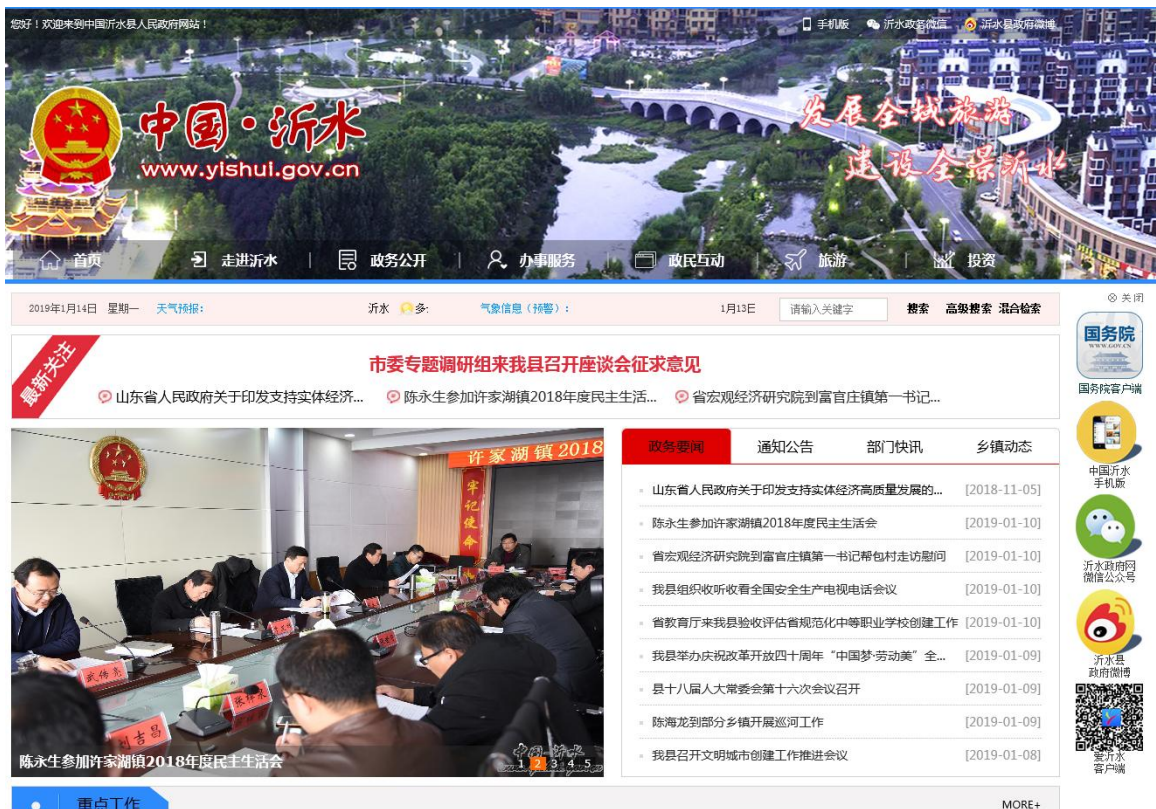 您好！欢迎来到中国沂水县人民政府网站！
手机版 沂水政务微信 沂水县政府微博
中国·沂水
www.yishui.gov.cn
发展全域旅游
建设全景沂水
首页 走进沂水 政务公开 办事服务 政民互动 旅游 投资
2019年1月14日 星期一 天气预报： 沂水 多: 气象信息（预警）： 1月13日 请输入关键字 搜索 高级搜索 混合检索
关闭
最新关注
市委专题调研组来我县召开座谈会征求意见
山东省人民政府关于印发支持实体经济... 陈永生参加许家湖镇2018年度民主生活... 省宏观经济研究院到富官庄镇第一书记...
许家湖镇2018
牢记使命
武伟亮
刘吉昌
陈永生参加许家湖镇2018年度民主生活会
中国·沂水
1 2 3 4 5
政务要闻 通知公告 部门快讯 乡镇动态
山东省人民政府关于印发支持实体经济高质量发展的... [2018-11-05]
陈永生参加许家湖镇2018年度民主生活会 [2019-01-10]
省宏观经济研究院到富官庄镇第一书记帮包村走访慰问 [2019-01-10]
我县组织收听收看全国安全生产电视电话会议 [2019-01-10]
省教育厅来我县验收评估省规范化中等职业学校创建工作 [2019-01-10]
我县举办庆祝改革开放四十周年“中国梦·劳动美”全... [2019-01-09]
县十八届人大常委会第十六次会议召开 [2019-01-09]
陈海龙到部分乡镇开展巡河工作 [2019-01-09]
我县召开文明城市创建工作推进会议 [2019-01-08]
国务院
WWW.GOV.CN
国务院客户端
中国沂水
手机版
沂水政府网
微信公众号
沂水县
政府微博
爱沂水
客户端
重点工作
MORE+